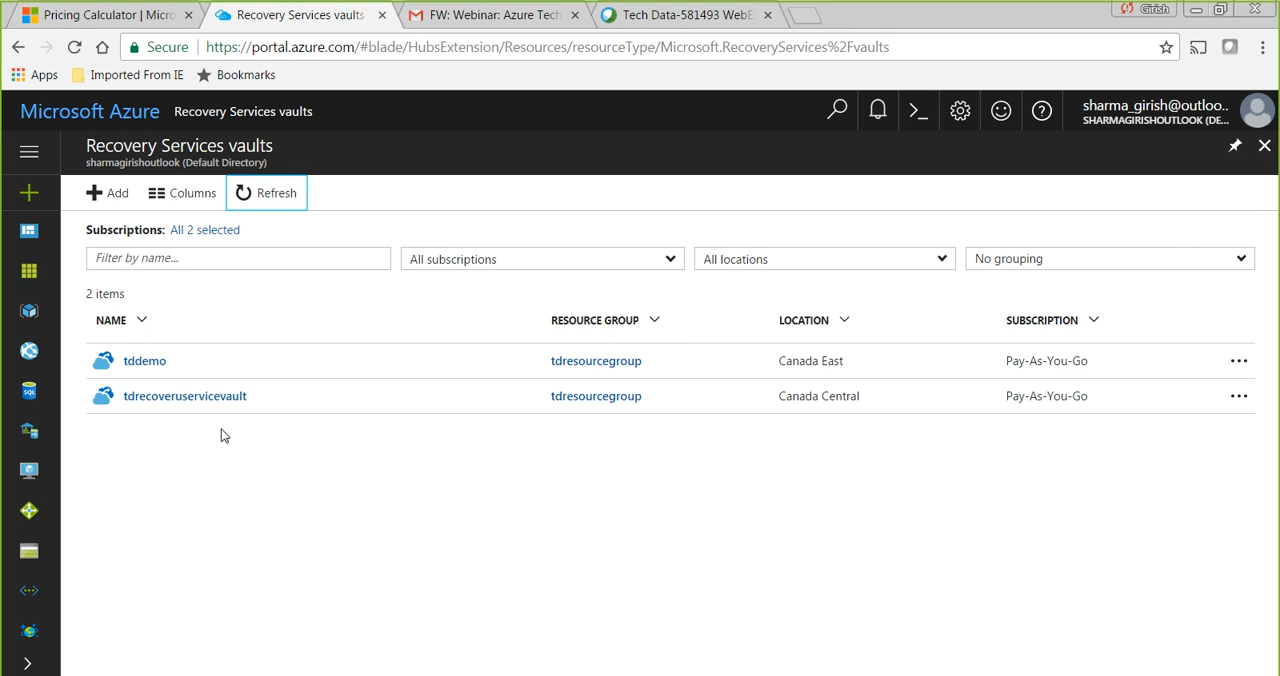 Pricing Calculator | Micro
Recovery Services vaults
FW: Webinar: Azure Tech
Tech Data-581493 WebE
Girish
Secure
https://portal.azure.com/#blade/HubsExtension/Resources/resourceType/Microsoft.RecoveryServices%2Fvaults
Apps
Imported From IE
Bookmarks
Microsoft Azure
Recovery Services vaults
sharma_girish@outloo...
SHARMAGIRISHOUTLOOK (DE...
Recovery Services vaults
sharmagirishoutlook (Default Directory)
Add
Columns
Refresh
Subscriptions: All 2 selected
Filter by name...
All subscriptions
All locations
No grouping
2 items
NAME
RESOURCE GROUP
LOCATION
SUBSCRIPTION
tddemo
tdresourcegroup
Canada East
Pay-As-You-Go
tdrecoveruservicevault
tdresourcegroup
Canada Central
Pay-As-You-Go
SQL